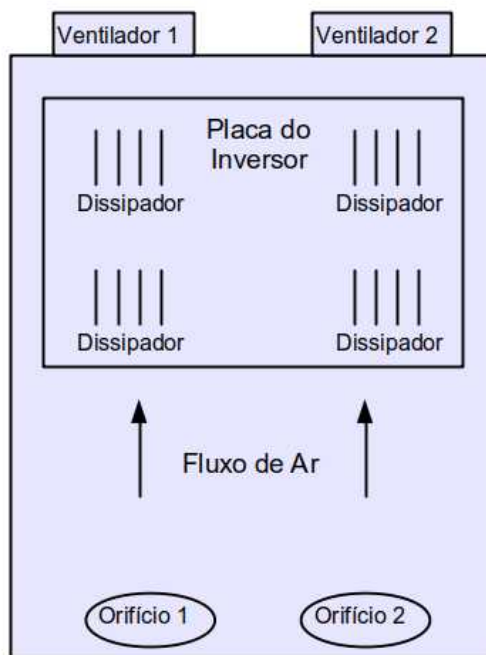 Ventilador 1
Ventilador 2
Placa do
Inversor
Dissipador
Dissipador
Dissipador
Dissipador
Fluxo de Ar
Orifício 1
Orifício 2